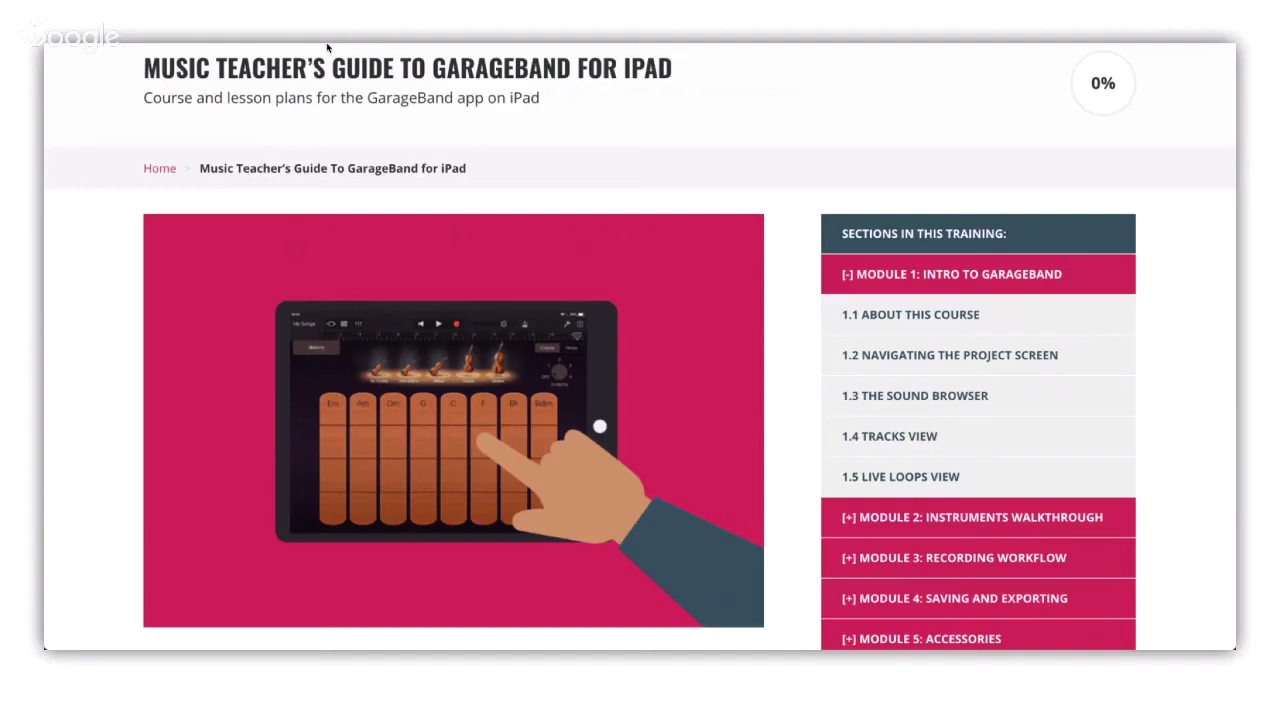 Google
MUSIC TEACHER'S GUIDE TO GARAGEBAND FOR IPAD
Course and lesson plans for the GarageBand app on iPad
0%
Home > Music Teacher's Guide To GarageBand for iPad
My Songs
Chords Notes
Em Am Dm G C F B♭ Bdim
SECTIONS IN THIS TRAINING:
[-] MODULE 1: INTRO TO GARAGEBAND
1.1 ABOUT THIS COURSE
1.2 NAVIGATING THE PROJECT SCREEN
1.3 THE SOUND BROWSER
1.4 TRACKS VIEW
1.5 LIVE LOOPS VIEW
[+] MODULE 2: INSTRUMENTS WALKTHROUGH
[+] MODULE 3: RECORDING WORKFLOW
[+] MODULE 4: SAVING AND EXPORTING
[+] MODULE 5: ACCESSORIES